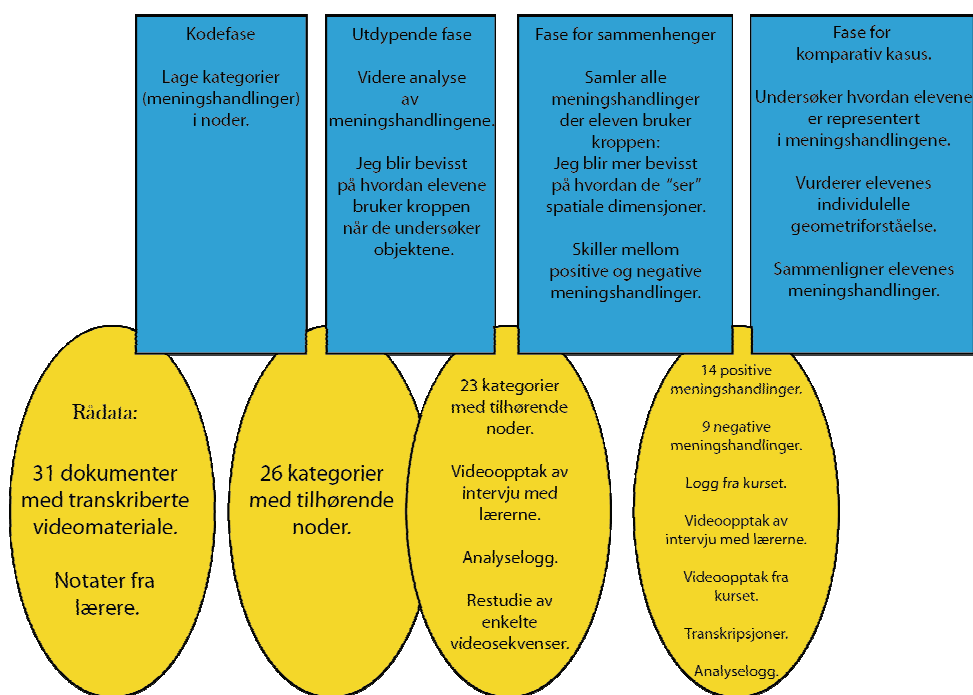 Kodefase
Lage kategorier
(meningshandlinger)
i noder.
Utdypende fase
Videre analyse
av
meningshandlingene.
Jeg blir bevisst
på hvordan elevene
bruker kroppen
når de undersøker
objektene.
Fase for sammenhenger
Samler alle
meningshandlinger
der eleven bruker
kroppen:
Jeg blir mer bevisst
på hvordan de “ser”
spatiale dimensjoner.
Skiller mellom
positive og negative
meningshandlinger.
Fase for
komparativ kasus.
Undersøker hvordan elevene
er representert
i meningshandlingene.
Vurderer elevenes
individuelle
geometriforståelse.
Sammenligner elevenes
meningshandlinger.
Rådata:
31 dokumenter
med transkriberte
videomateriale.
Notater fra
lærere.
26 kategorier
med tilhørende
noder.
23 kategorier
med tilhørende
noder.
Videoopptak av
intervju med
lærerne.
Analyselogg.
Restudie av
enkelte
videosekvenser.
14 positive
meningshandlinger.
9 negative
meningshandlinger.
Logg fra kurset.
Videoopptak av
intervju med lærerne.
Videoopptak fra
kurset.
Transkripsjoner.
Analyselogg.